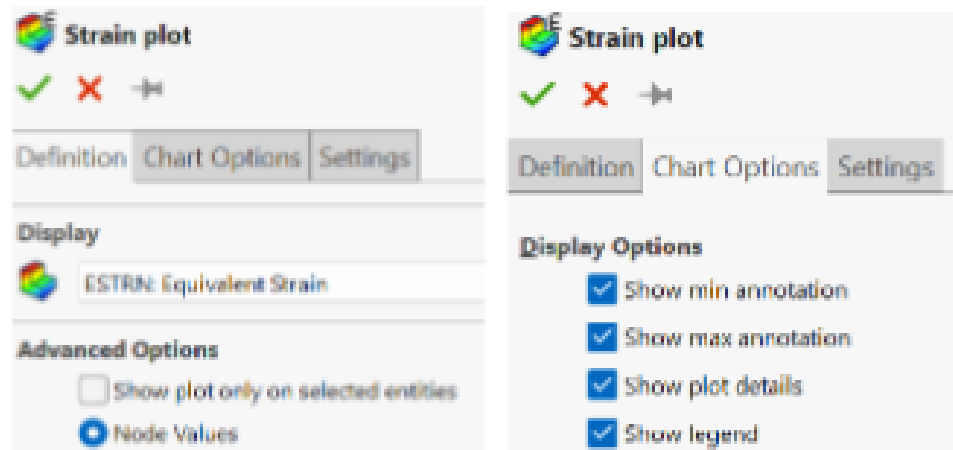 Strain plot
Definition Chart Options Settings
Display
ESTRN: Equivalent Strain
Advanced Options
Show plot only on selected entities
Node Values
Strain plot
Definition Chart Options Settings
Display Options
Show min annotation
Show max annotation
Show plot details
Show legend